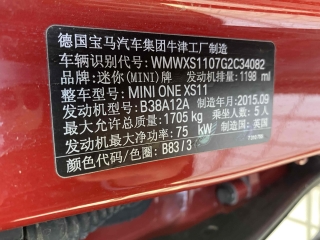 德国宝马汽车集团牛津工厂制造
车辆识别代号: WMWXS1107G2C34082
品牌: 迷你(MINI)牌 发动机排量: 1198 ml
整车型号: MINI ONE XS11
发动机型号: B38A12A 制造年月: 2015.09
最大允许总质量: 1705 kg 乘坐人数: 5 人
发动机最大净功率: 75 kW 制造国: 英国
颜色代码/色圈: B83 / 3